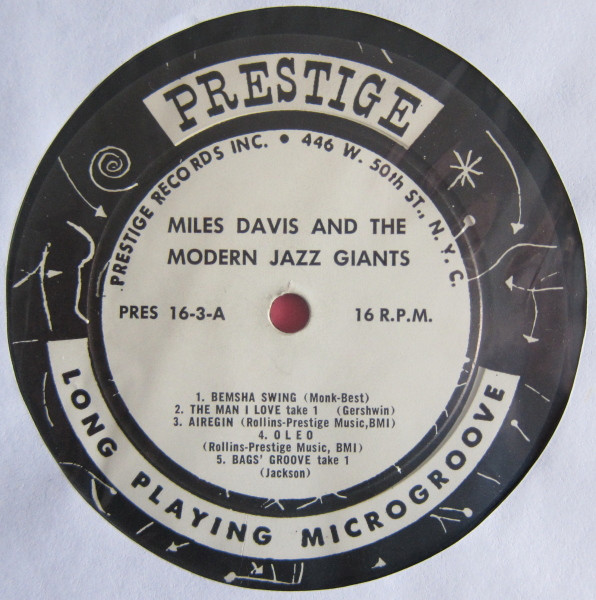 PRESTIGE
PRESTIGE RECORDS INC. • 446 W. 50th ST., N.Y.C.
MILES DAVIS AND THE
MODERN JAZZ GIANTS
PRES 16-3-A 16 R.P.M.
1. BEMSHA SWING (Monk-Best)
2. THE MAN I LOVE take 1 (Gershwin)
3. AIREGIN (Rollins-Prestige Music,BMI)
4. OLEO
(Rollins-Prestige Music, BMI)
5. BAGS' GROOVE take 1
(Jackson)
LONG PLAYING MICROGROOVE